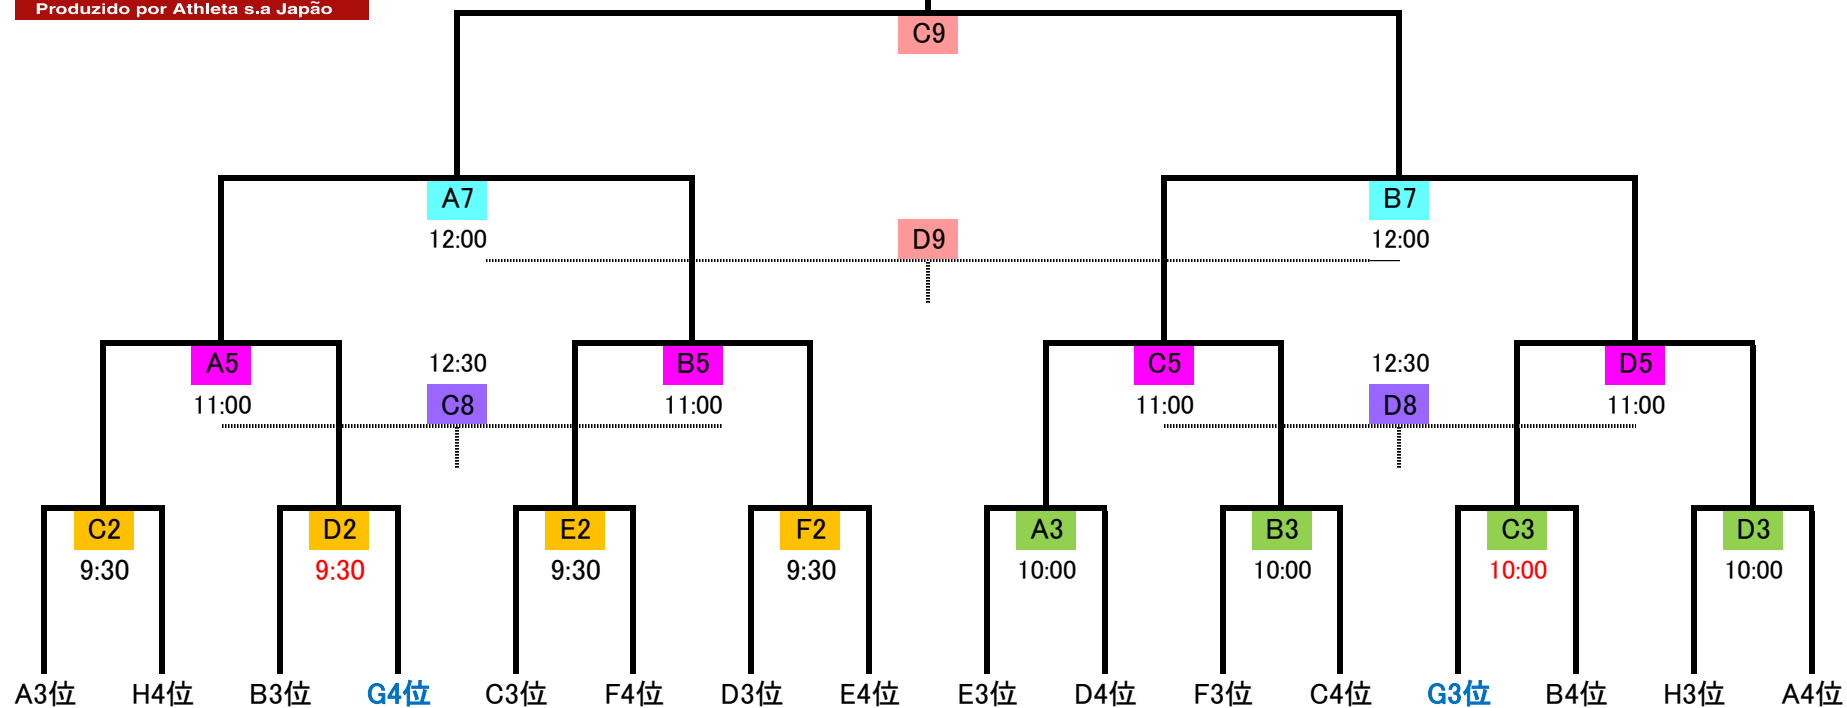 Produzido por Athleta s.a Japão
C9
A7
B7
12:00
D9
12:00
A5
12:30
B5
C5
12:30
D5
11:00
C8
11:00
11:00
D8
11:00
C2
D2
E2
F2
A3
B3
C3
D3
9:30
9:30
9:30
9:30
10:00
10:00
10:00
10:00
A3位
H4位
B3位
G4位
C3位
F4位
D3位
E4位
E3位
D4位
F3位
C4位
G3位
B4位
H3位
A4位